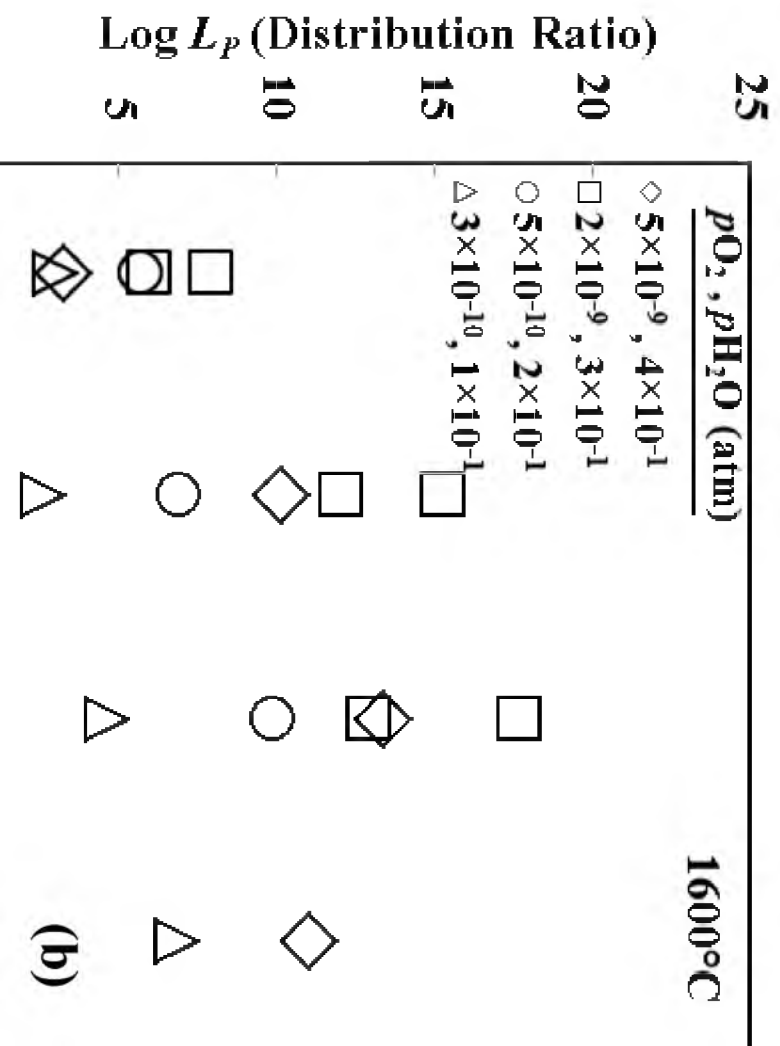 Log L_P (Distribution Ratio)
25
20
15
10
5
pO₂ , pH₂O (atm)
◇ 5×10⁻⁹ , 4×10⁻¹
□ 2×10⁻⁹ , 3×10⁻¹
○ 5×10⁻¹⁰ , 2×10⁻¹
△ 3×10⁻¹⁰ , 1×10⁻¹
1600°C
(b)